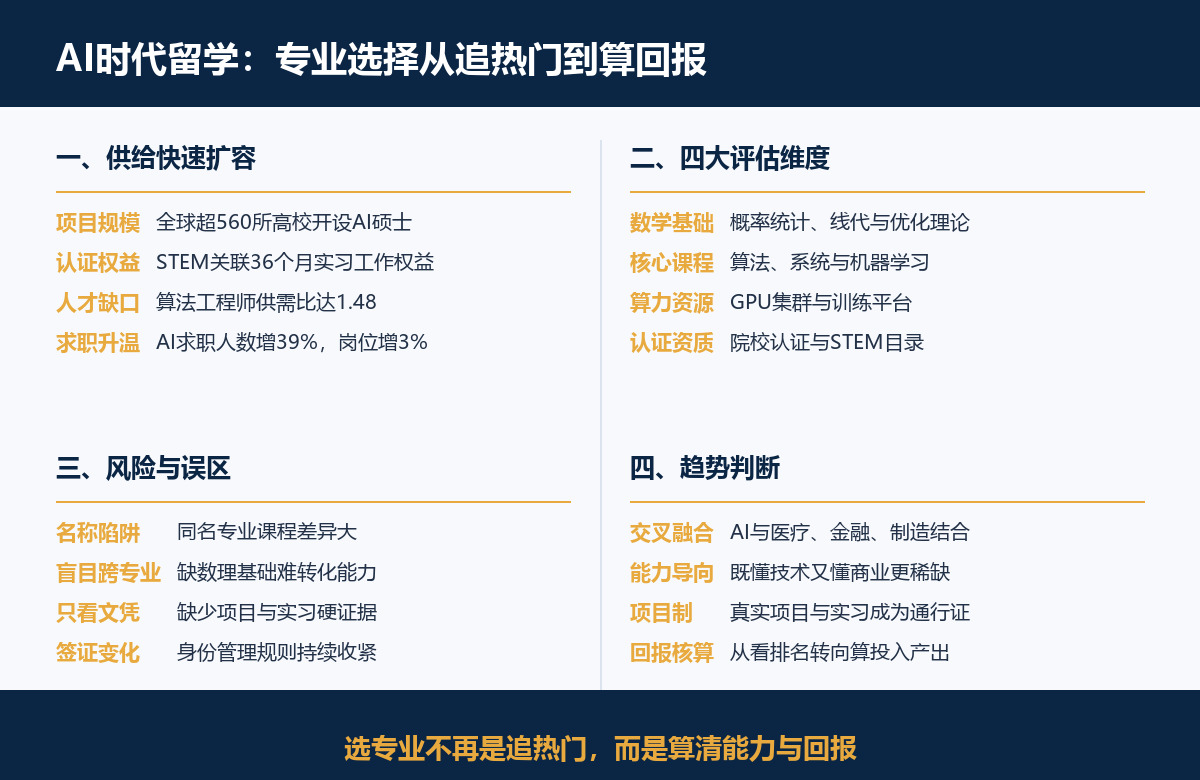 AI时代留学：专业选择从追热门到算回报
一、供给快速扩容
项目规模 全球超560所高校开设AI硕士
认证权益 STEM关联36个月实习工作权益
人才缺口 算法工程师供需比达1.48
求职升温 AI求职人数增39%，岗位增3%
二、四大评估维度
数学基础 概率统计、线代与优化理论
核心课程 算法、系统与机器学习
算力资源 GPU集群与训练平台
认证资质 院校认证与STEM目录
三、风险与误区
名称陷阱 同名专业课程差异大
盲目跨专业 缺数理基础难转化能力
只看文凭 缺少项目与实习硬证据
签证变化 身份管理规则持续收紧
四、趋势判断
交叉融合 AI与医疗、金融、制造结合
能力导向 既懂技术又懂商业更稀缺
项目制 真实项目与实习成为通行证
回报核算 从看排名转向算投入产出
选专业不再是追热门，而是算清能力与回报